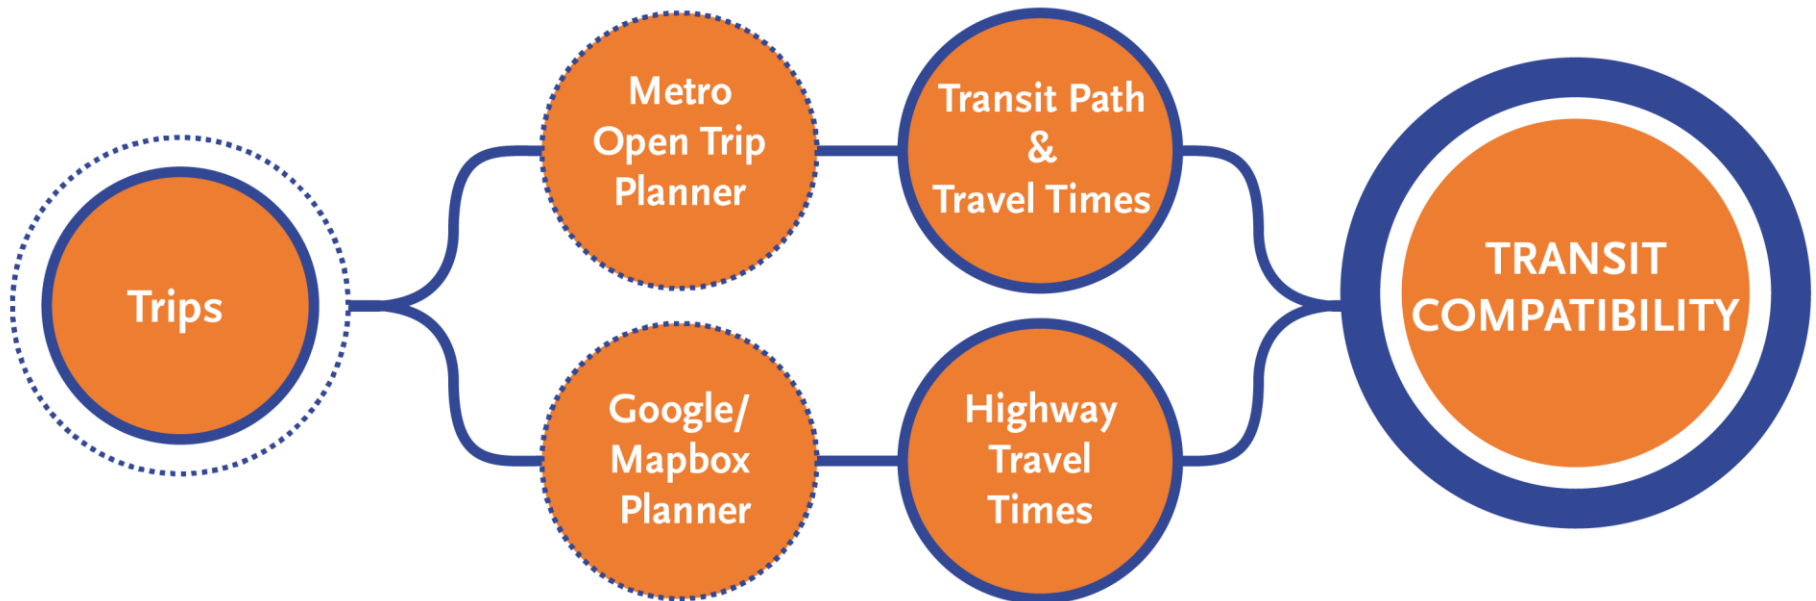 Trips
Metro
Open Trip
Planner
Transit Path
&
Travel Times
Google/
Mapbox
Planner
Highway
Travel
Times
TRANSIT
COMPATIBILITY